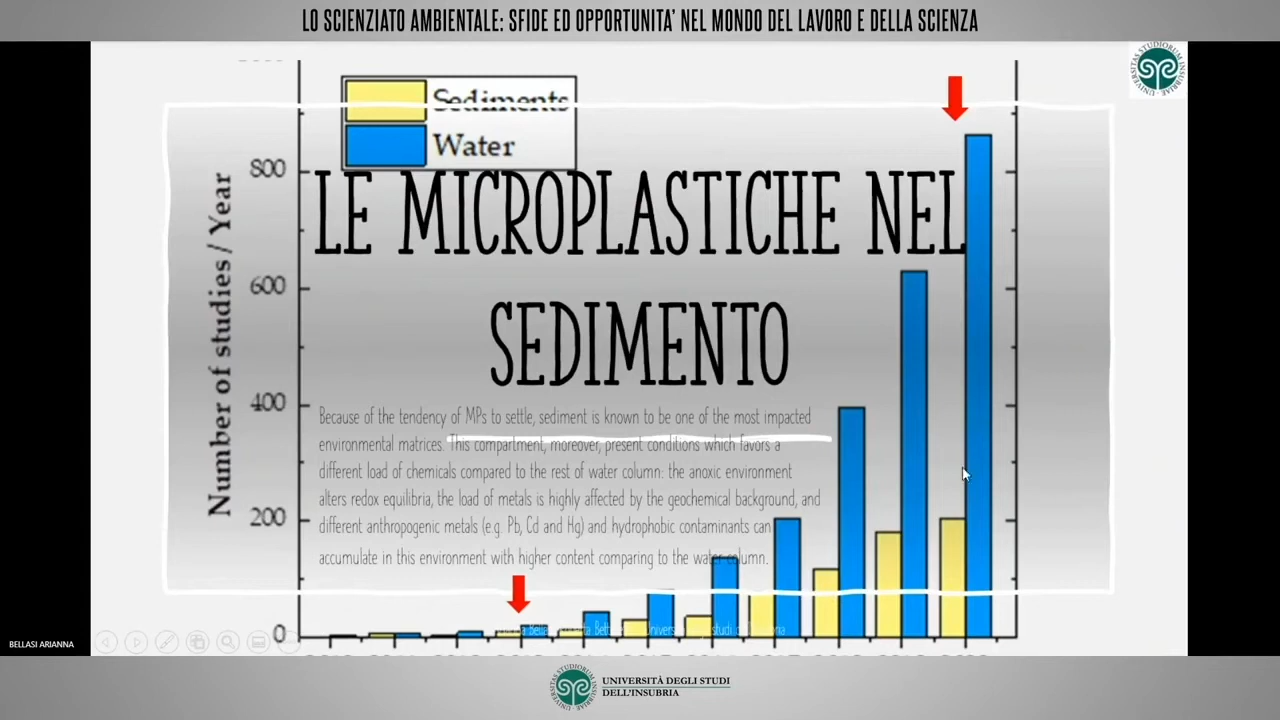 LO SCIENZIATO AMBIENTALE: SFIDE ED OPPORTUNITA' NEL MONDO DEL LAVORO E DELLA SCIENZA
Sediments
Water
Number of studies / Year
800
600
400
200
0
LE MICROPLASTICHE NEL
SEDIMENTO
Because of the tendency of MPs to settle, sediment is known to be one of the most impacted
environmental matrices. This compartment, moreover, present conditions which favors a
different load of chemicals compared to the rest of water column: the anoxic environment
alters redox equilibria, the load of metals is highly affected by the geochemical background, and
different anthropogenic metals (e.g. Pb, Cd and Hg) and hydrophobic contaminants can
accumulate in this environment with higher content comparing to the water column.
BELLASI ARIANNA
UNIVERSITÀ DEGLI STUDI
DELL'INSUBRIA